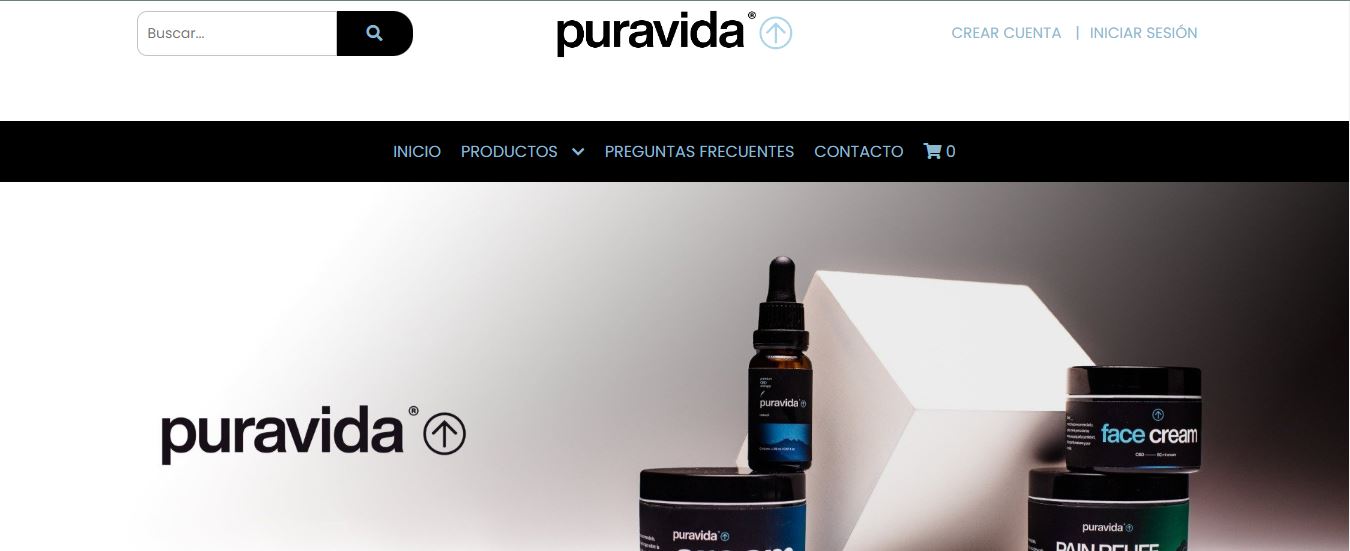 Buscar...
puravida®
CREAR CUENTA | INICIAR SESIÓN
INICIO PRODUCTOS PREGUNTAS FRECUENTES CONTACTO 0
puravida®
puravida
face cream
puravida
puravida
PAIN RELIEF